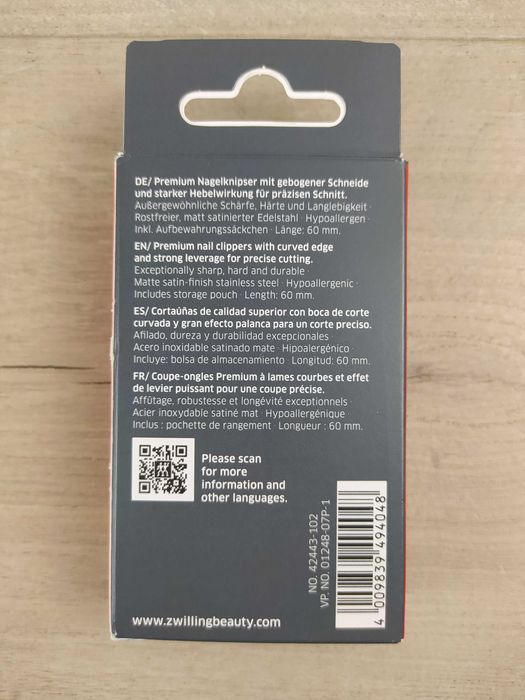 DE/ Premium Nagelknipser mit gebogener Schneide
und starker Hebelwirkung für präzisen Schnitt.
Außergewöhnliche Schärfe, Härte und Langlebigkeit ·
Rostfreier, matt satinierter Edelstahl · Hypoallergen ·
Inkl. Aufbewahrungssäckchen · Länge: 60 mm.
EN/ Premium nail clippers with curved edge
and strong leverage for precise cutting.
Exceptionally sharp, hard and durable ·
Matte satin-finish stainless steel · Hypoallergenic ·
Includes storage pouch · Length: 60 mm.
ES/ Cortaúñas de calidad superior con boca de corte
curvada y gran efecto palanca para un corte preciso.
Afilado, dureza y durabilidad excepcionales ·
Acero inoxidable satinado mate · Hipoalergénico ·
Incluye: bolsa de almacenamiento · Longitud: 60 mm.
FR/ Coupe-ongles Premium à lames courbes et effet
de levier puissant pour une coupe précise.
Affûtage, robustesse et longévité exceptionnels ·
Acier inoxydable satiné mat · Hypoallergénique ·
Inclus : pochette de rangement · Longueur : 60 mm.
Please scan
for more
information and
other languages.
NO. 42443-102
VP. NO. 01248-07P-1
4 009839 494048
www.zwillingbeauty.com